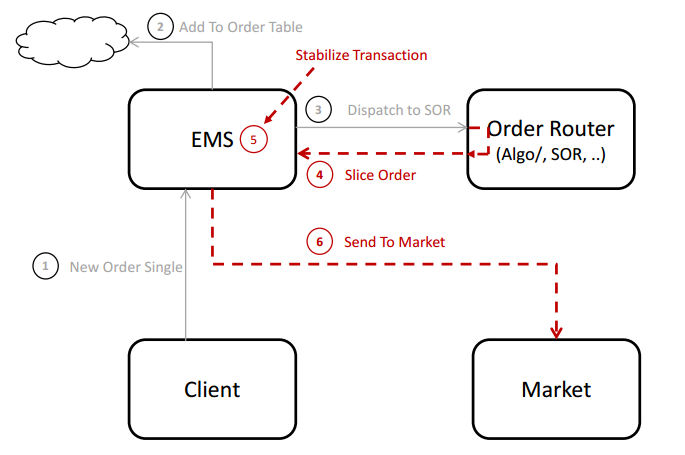 2 Add To Order Table
Stabilize Transaction
3 Dispatch to SOR
EMS 5
Order Router
(Algo/, SOR, ..)
4 Slice Order
6 Send To Market
1 New Order Single
Client
Market